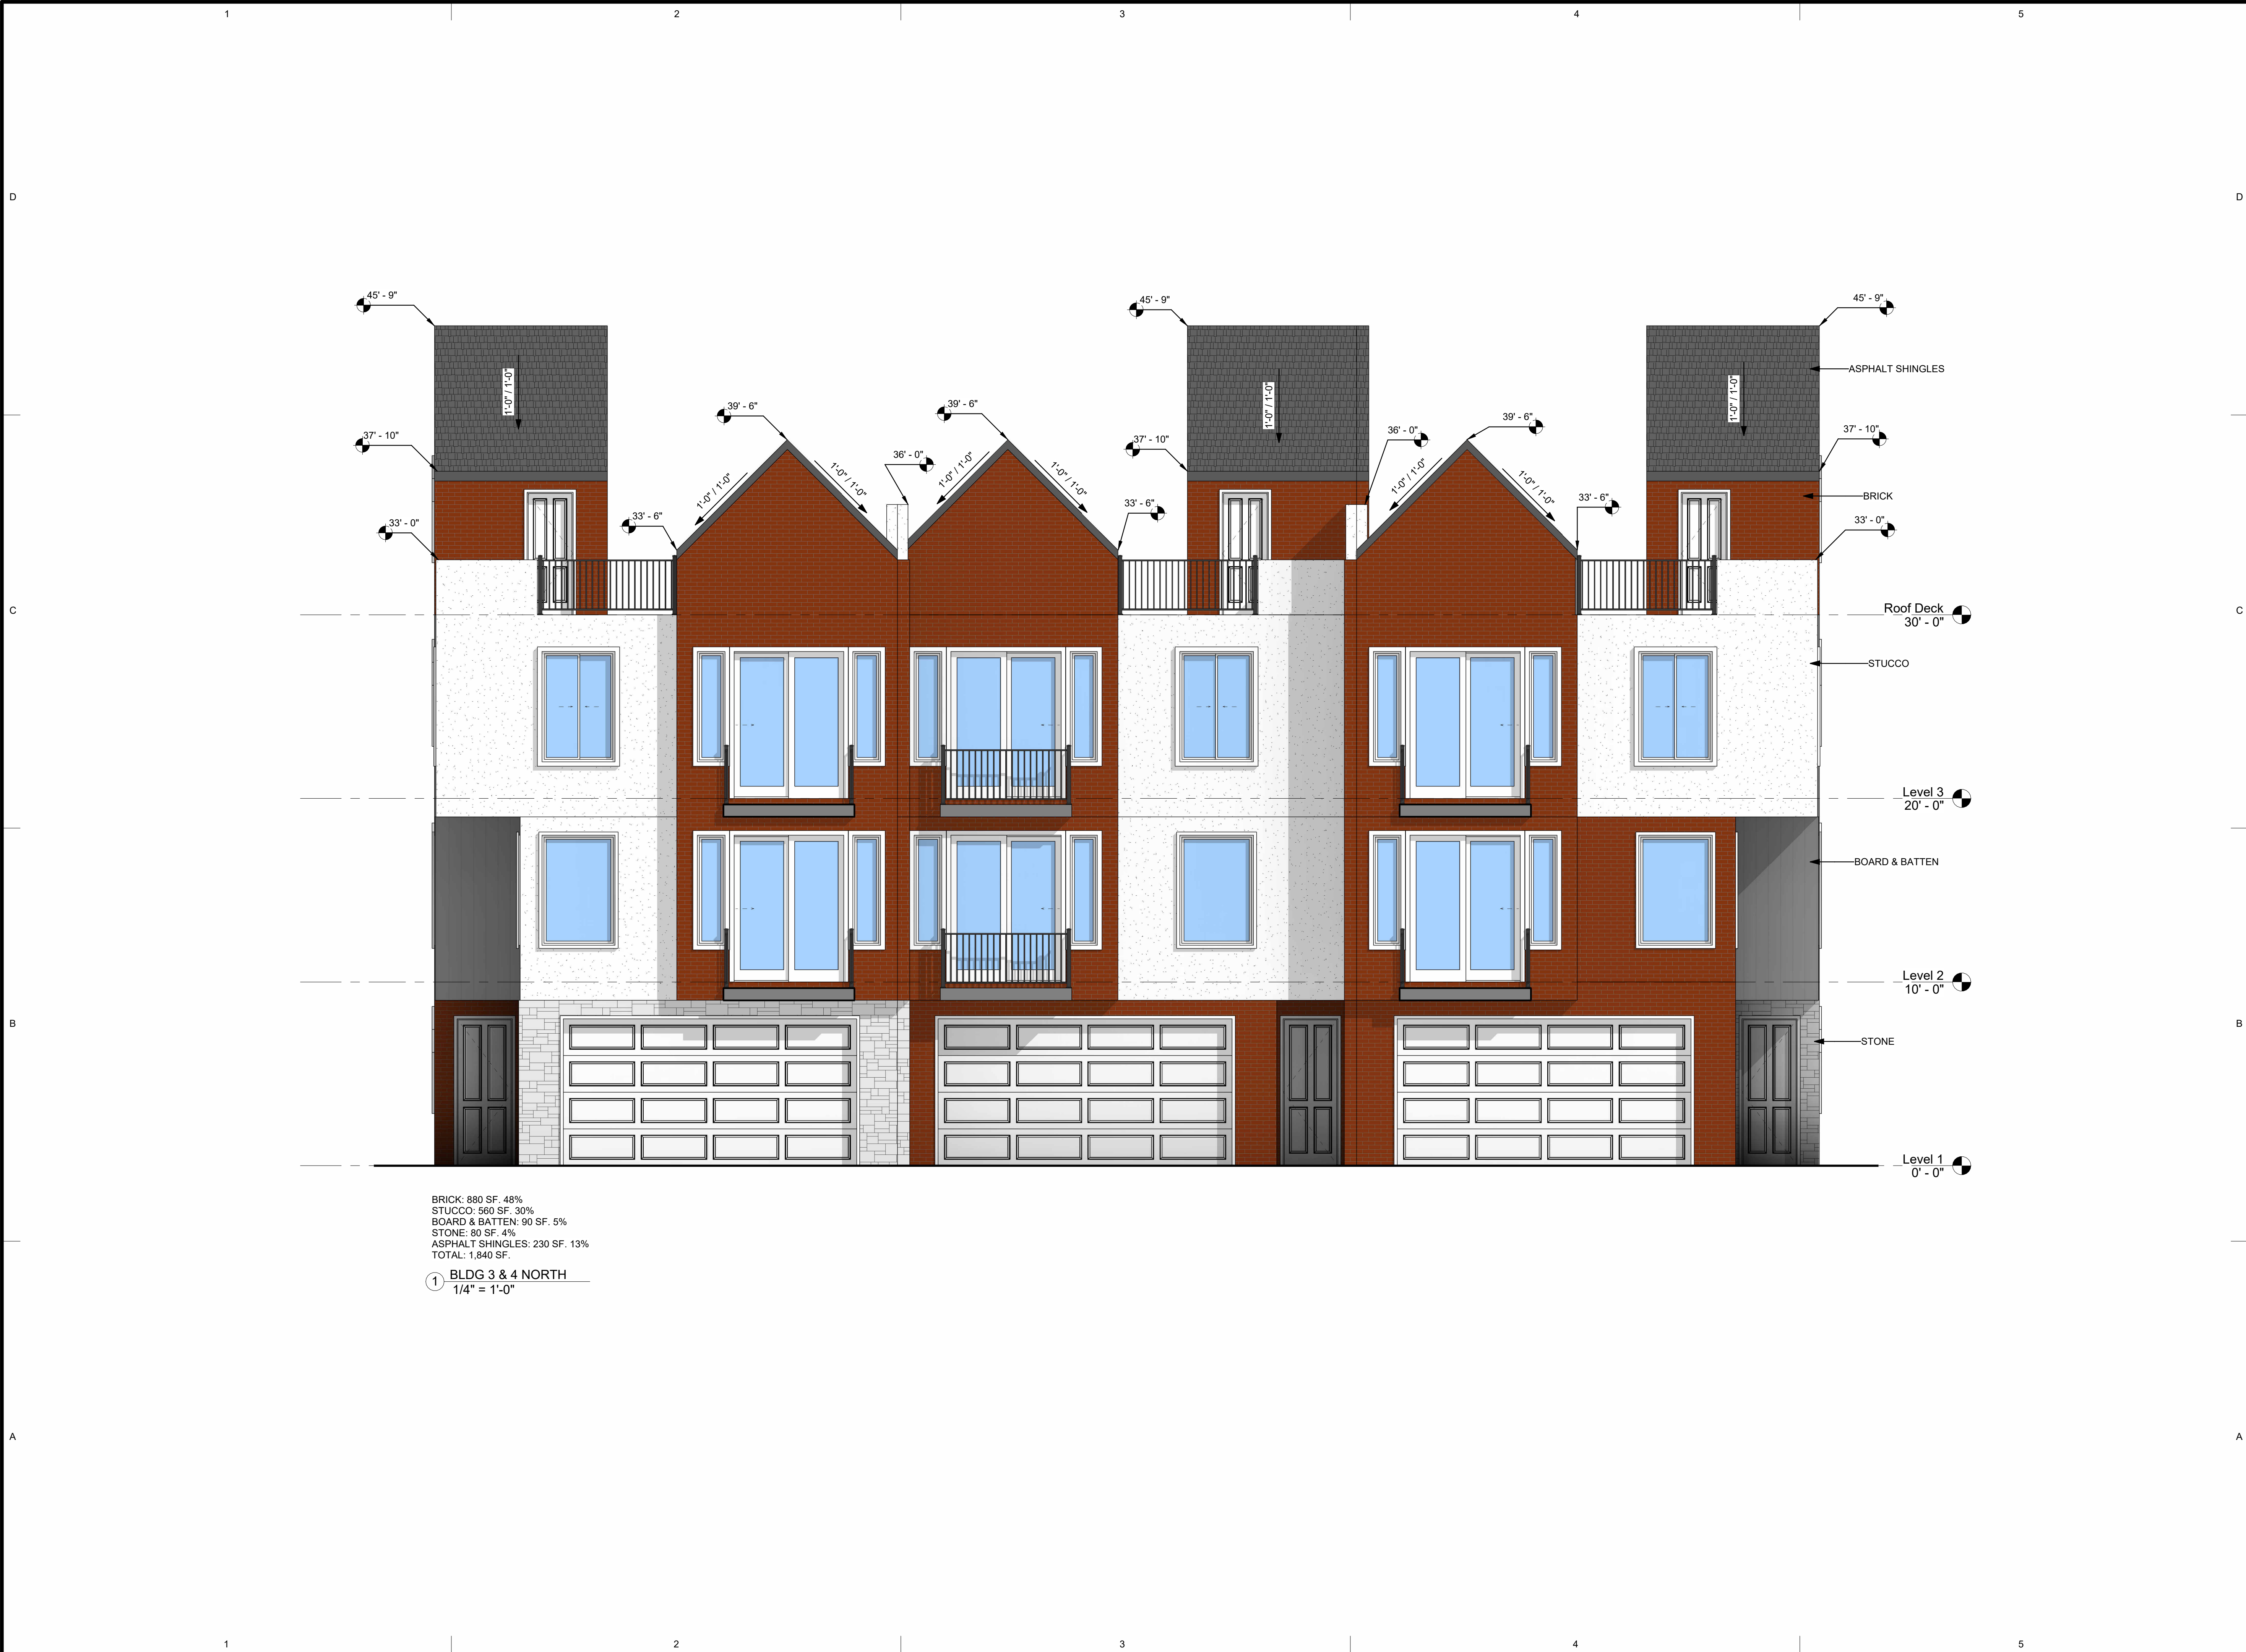 1 2 3 4 5
D D
45' - 9" 45' - 9" 45' - 9"
ASPHALT SHINGLES
1'-0" / 1'-0" 1'-0" / 1'-0" 1'-0" / 1'-0"
39' - 6" 39' - 6" 39' - 6"
37' - 10" 37' - 10" 37' - 10"
36' - 0" 36' - 0"
1'-0" / 1'-0" 1'-0" / 1'-0" 1'-0" / 1'-0" 1'-0" / 1'-0" 1'-0" / 1'-0" 1'-0" / 1'-0"
BRICK
33' - 0" 33' - 6" 33' - 6" 33' - 6" 33' - 0"
C C
Roof Deck
30' - 0"
STUCCO
Level 3
20' - 0"
BOARD & BATTEN
Level 2
10' - 0"
B B
STONE
Level 1
0' - 0"
BRICK: 880 SF. 48%
STUCCO: 560 SF. 30%
BOARD & BATTEN: 90 SF. 5%
STONE: 80 SF. 4%
ASPHALT SHINGLES: 230 SF. 13%
TOTAL: 1,840 SF.
1 BLDG 3 & 4 NORTH
1/4" = 1'-0"
A A
1 2 3 4 5